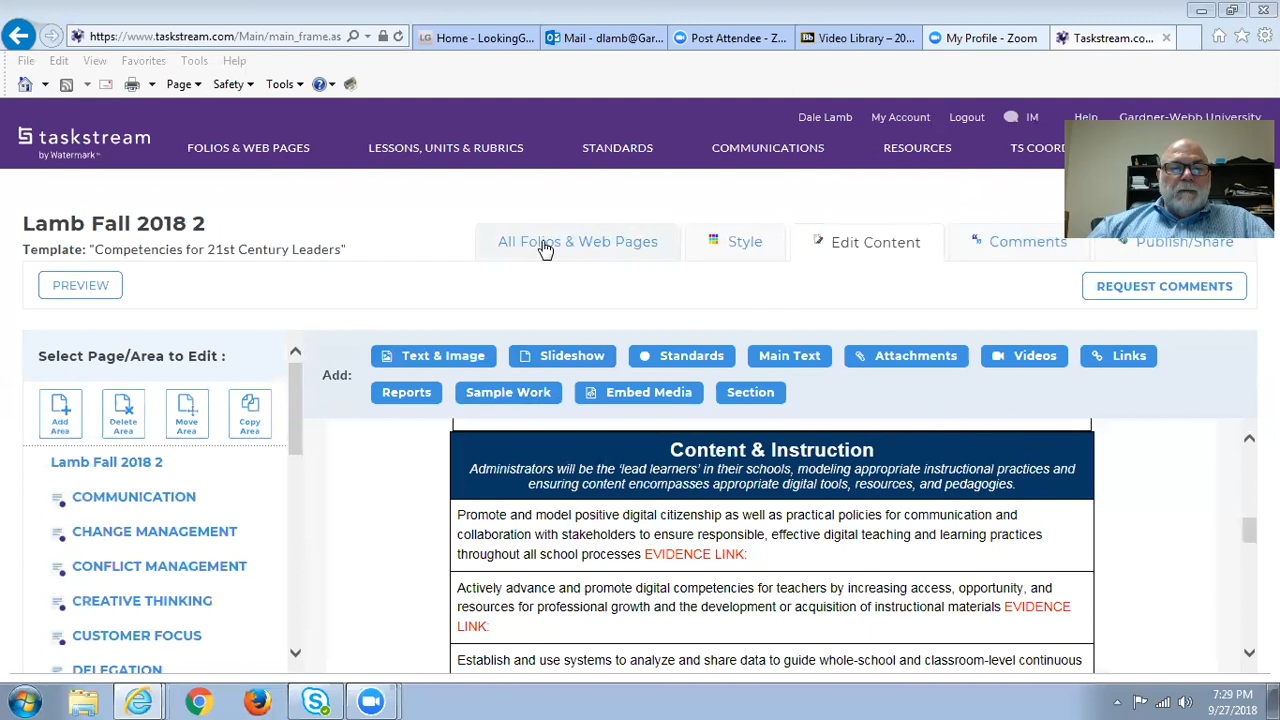 https://www.taskstream.com/Main/main_frame.as
Home - LookingG...
Mail - dlamb@Gar...
Post Attendee - Z...
Video Library – 20...
My Profile - Zoom
Taskstream.co...
File Edit View Favorites Tools Help
Page Safety Tools
Dale Lamb My Account Logout IM Help Gardner-Webb University
taskstream
by Watermark™
FOLIOS & WEB PAGES LESSONS, UNITS & RUBRICS STANDARDS COMMUNICATIONS RESOURCES TS COORD
Lamb Fall 2018 2
Template: "Competencies for 21st Century Leaders"
All Folios & Web Pages Style Edit Content Comments Publish/Share
PREVIEW
REQUEST COMMENTS
Select Page/Area to Edit :
Add Area
Delete Area
Move Area
Copy Area
Lamb Fall 2018 2
COMMUNICATION
CHANGE MANAGEMENT
CONFLICT MANAGEMENT
CREATIVE THINKING
CUSTOMER FOCUS
DELEGATION
Add:
Text & Image Slideshow Standards Main Text Attachments Videos Links
Reports Sample Work Embed Media Section
Content & Instruction
Administrators will be the 'lead learners' in their schools, modeling appropriate instructional practices and
ensuring content encompasses appropriate digital tools, resources, and pedagogies.
Promote and model positive digital citizenship as well as practical policies for communication and
collaboration with stakeholders to ensure responsible, effective digital teaching and learning practices
throughout all school processes EVIDENCE LINK:
Actively advance and promote digital competencies for teachers by increasing access, opportunity, and
resources for professional growth and the development or acquisition of instructional materials EVIDENCE
LINK:
Establish and use systems to analyze and share data to guide whole-school and classroom-level continuous
7:29 PM
9/27/2018